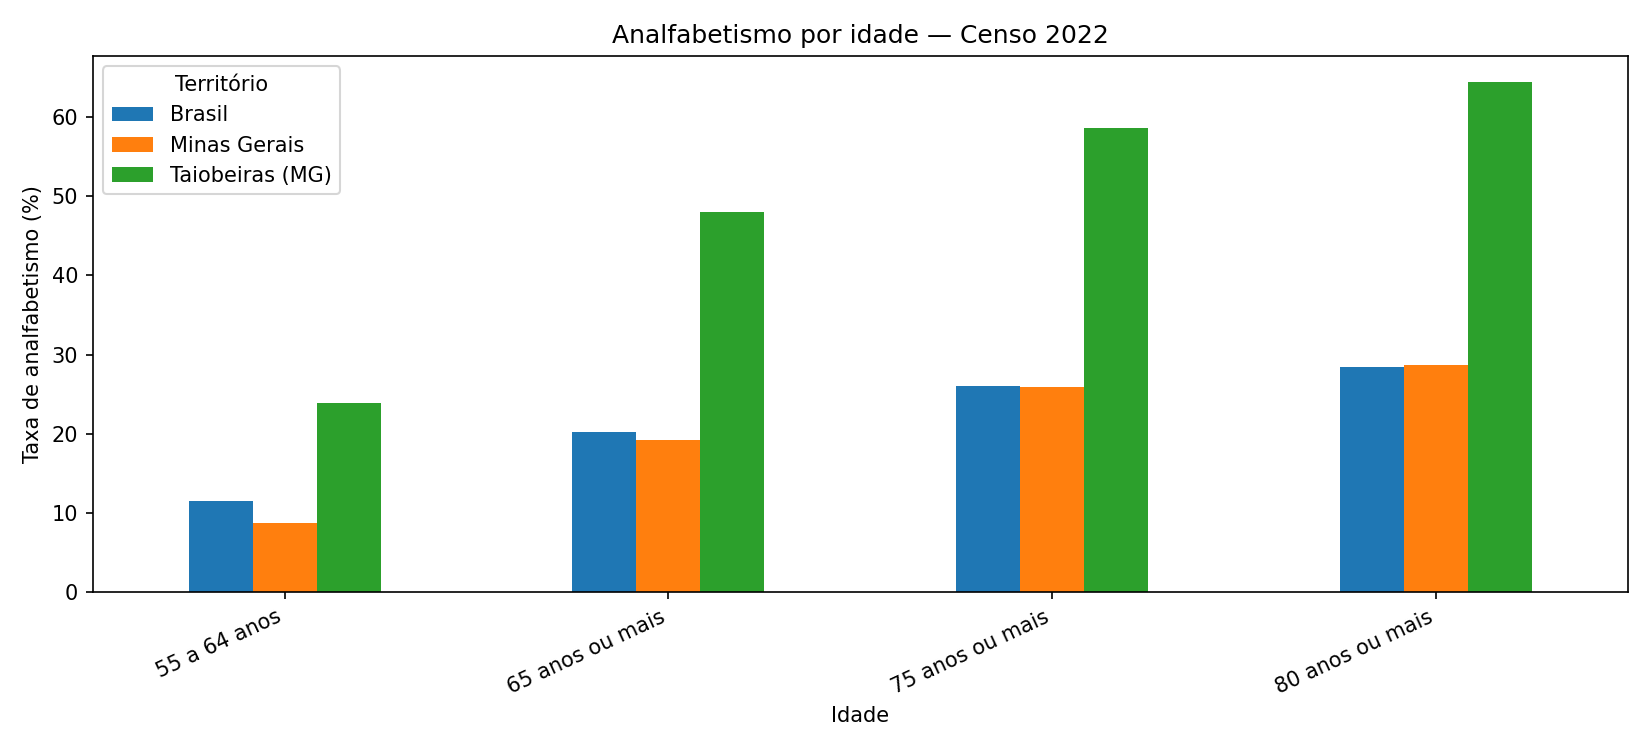 Analfabetismo por idade — Censo 2022
Território
Brasil
Minas Gerais
Taiobeiras (MG)
Taxa de analfabetismo (%)
60
50
40
30
20
10
0
55 a 64 anos
65 anos ou mais
75 anos ou mais
80 anos ou mais
Idade